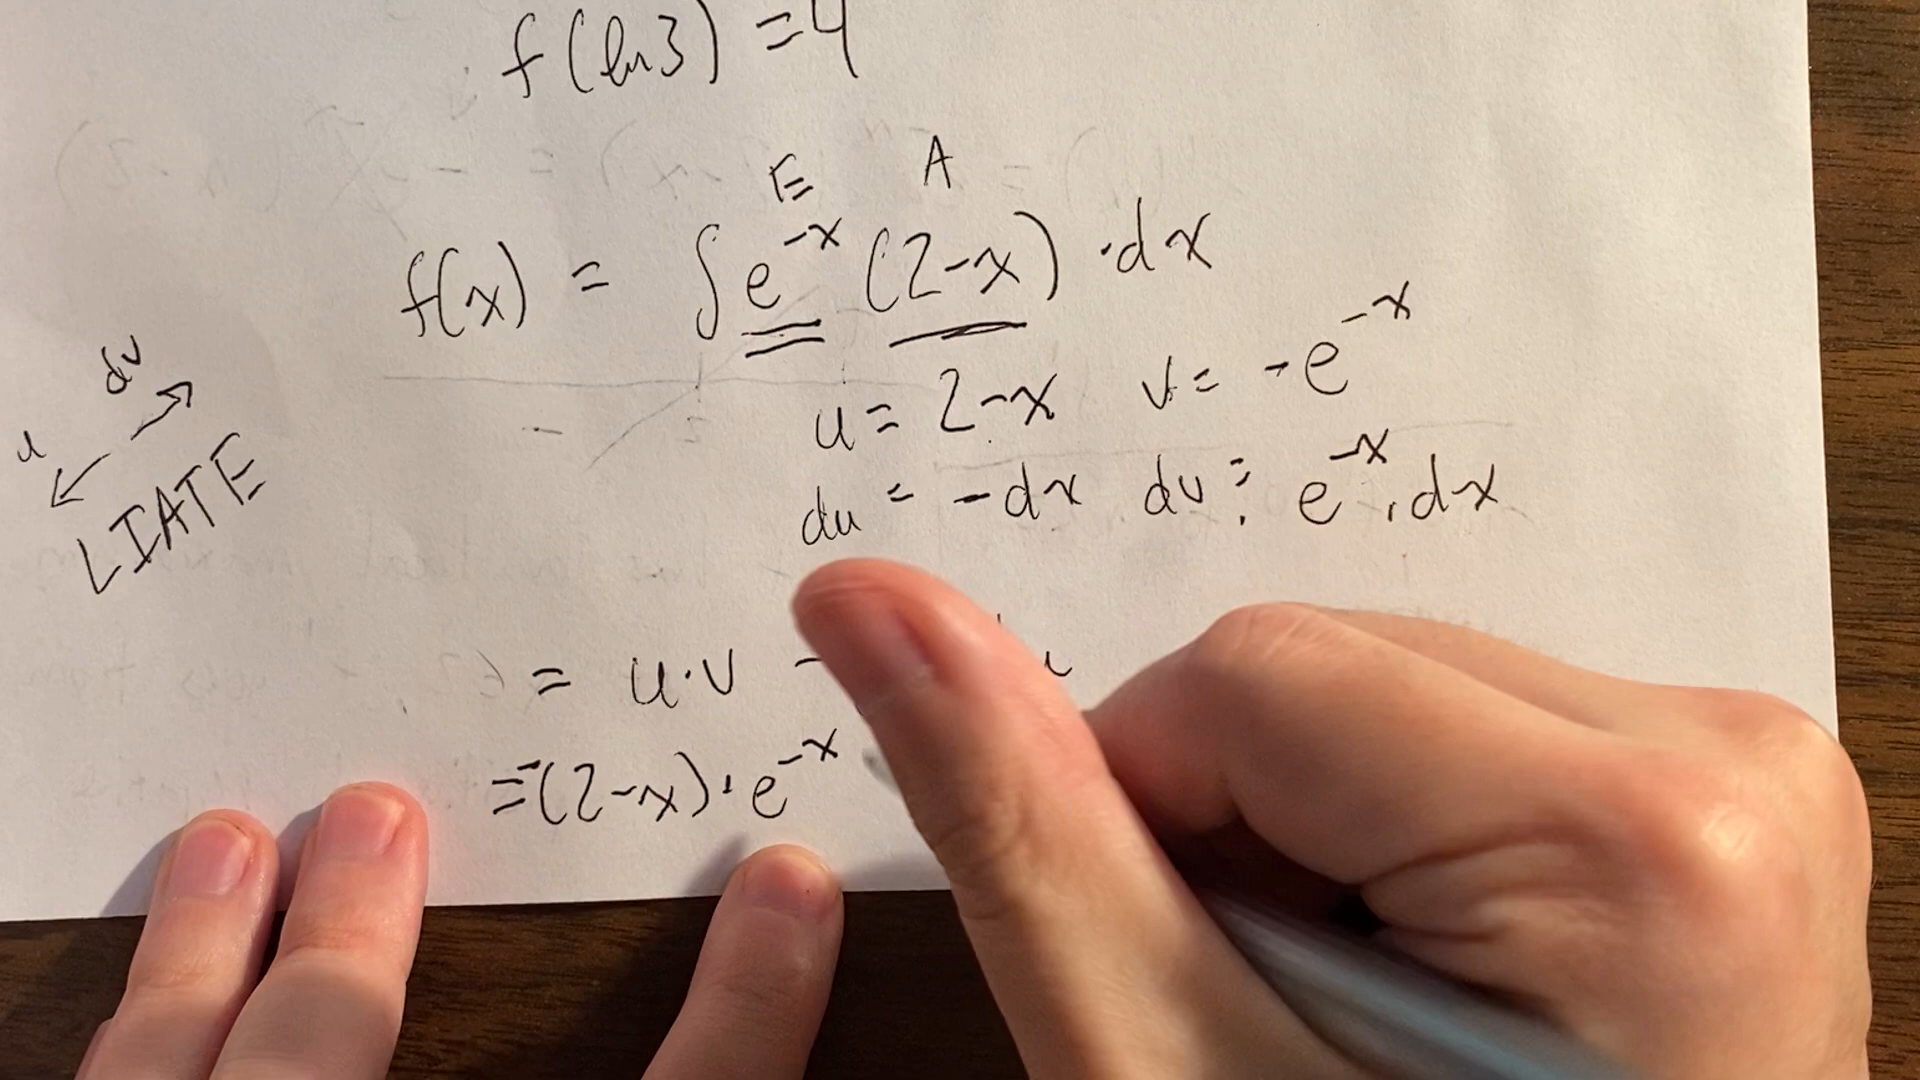 f(ln3) = 4
E A
f(x) = ∫e^{-x} (2-x) · dx
u = 2-x v = -e^{-x}
du = -dx dv = e^{-x} · dx
u dv
LIATE
= u·v -
= -(2-x) · e^{-x}